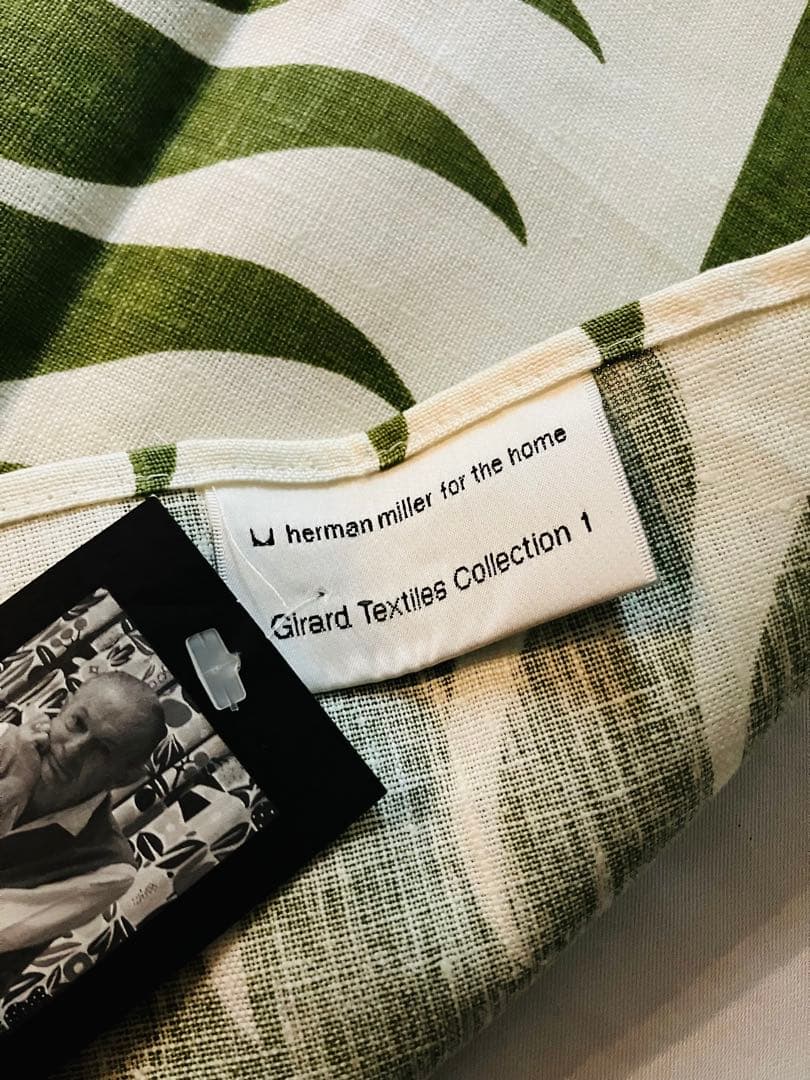 herman miller for the home
Girard Textiles Collection 1